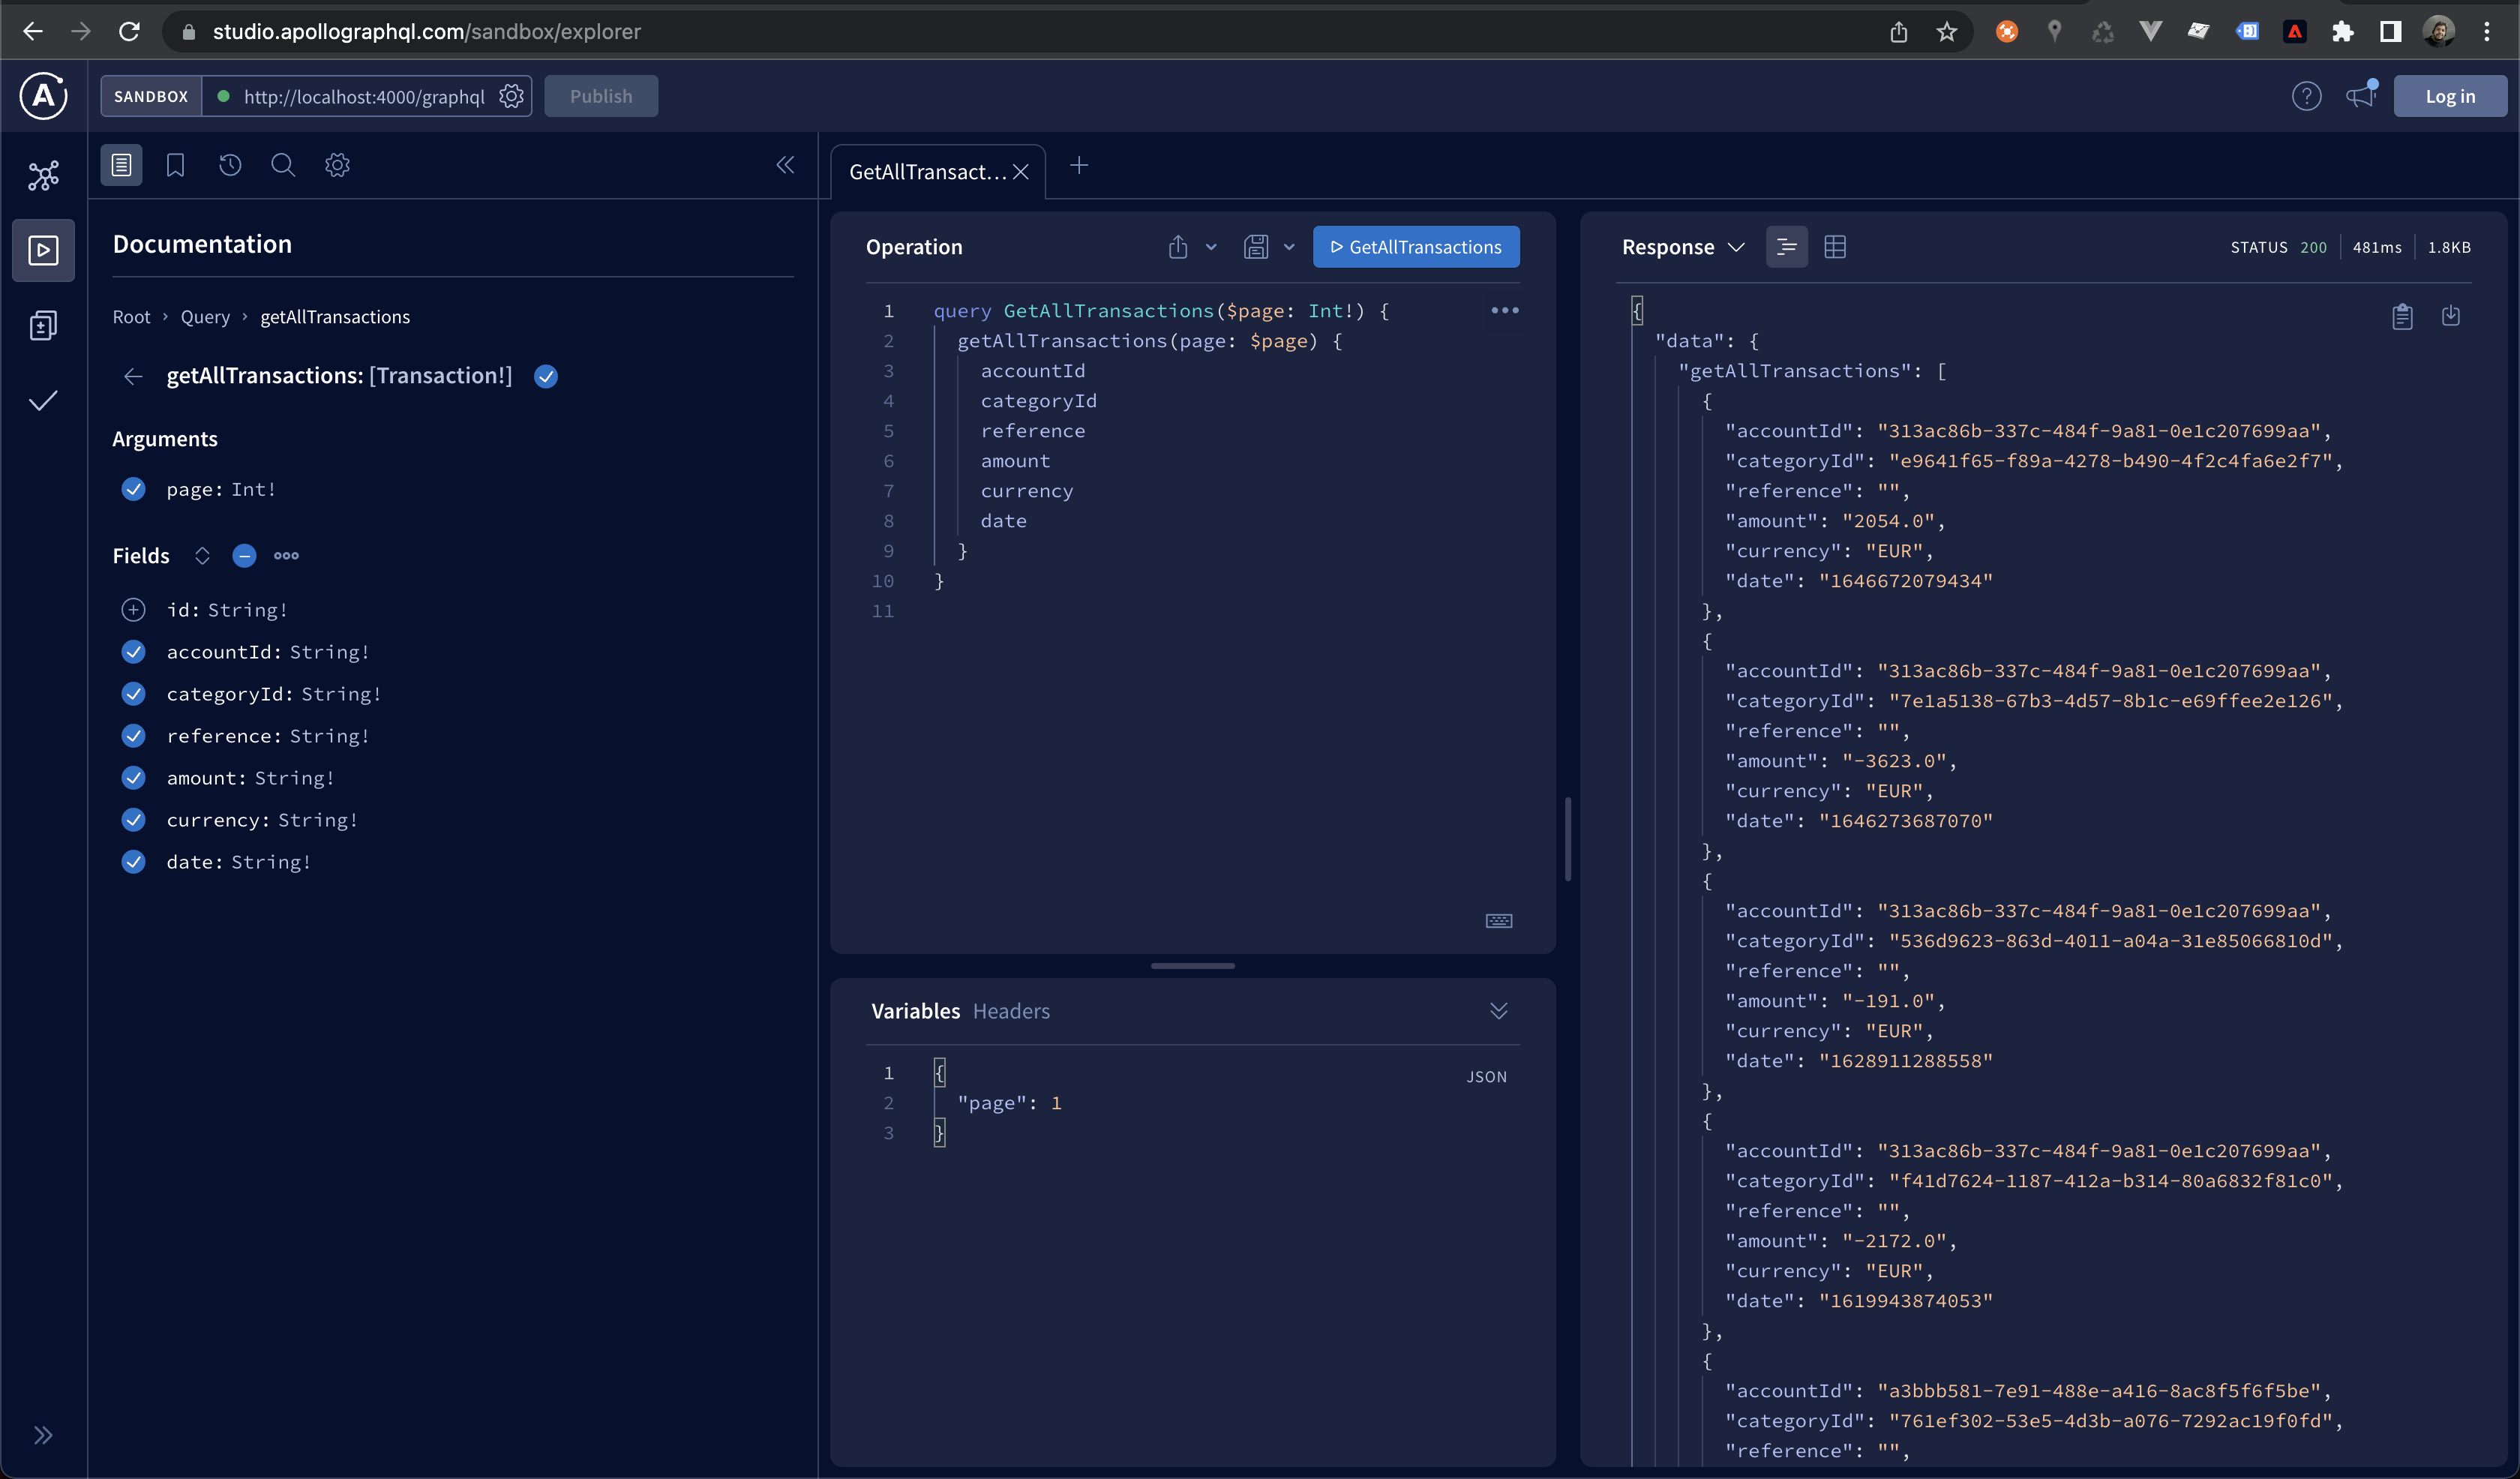 studio.apollographql.com/sandbox/explorer
SANDBOX
http://localhost:4000/graphql
Publish
Log in
Documentation
Root › Query › getAllTransactions
getAllTransactions: [Transaction!]
Arguments
page: Int!
Fields
id: String!
accountId: String!
categoryId: String!
reference: String!
amount: String!
currency: String!
date: String!
GetAllTransact...
Operation
GetAllTransactions
1 query GetAllTransactions($page: Int!) {
2 getAllTransactions(page: $page) {
3 accountId
4 categoryId
5 reference
6 amount
7 currency
8 date
9 }
10 }
11
Variables Headers
JSON
1 {
2 "page": 1
3 }
Response
STATUS 200 481ms 1.8KB
{
"data": {
"getAllTransactions": [
{
"accountId": "313ac86b-337c-484f-9a81-0e1c207699aa",
"categoryId": "e9641f65-f89a-4278-b490-4f2c4fa6e2f7",
"reference": "",
"amount": "2054.0",
"currency": "EUR",
"date": "1646672079434"
},
{
"accountId": "313ac86b-337c-484f-9a81-0e1c207699aa",
"categoryId": "7e1a5138-67b3-4d57-8b1c-e69ffee2e126",
"reference": "",
"amount": "-3623.0",
"currency": "EUR",
"date": "1646273687070"
},
{
"accountId": "313ac86b-337c-484f-9a81-0e1c207699aa",
"categoryId": "536d9623-863d-4011-a04a-31e85066810d",
"reference": "",
"amount": "-191.0",
"currency": "EUR",
"date": "1628911288558"
},
{
"accountId": "313ac86b-337c-484f-9a81-0e1c207699aa",
"categoryId": "f41d7624-1187-412a-b314-80a6832f81c0",
"reference": "",
"amount": "-2172.0",
"currency": "EUR",
"date": "1619943874053"
},
{
"accountId": "a3bbb581-7e91-488e-a416-8ac8f5f6f5be",
"categoryId": "761ef302-53e5-4d3b-a076-7292ac19f0fd",
"reference": "",